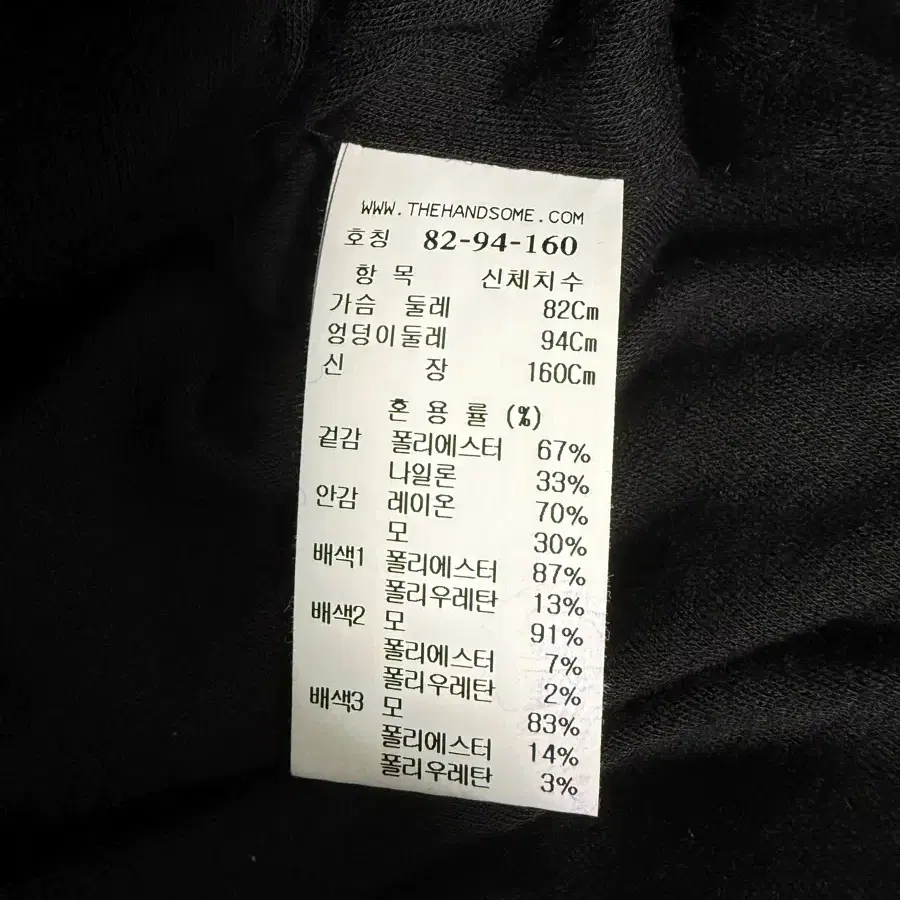 WWW.THEHANDSOME.COM
호칭 82-94-160
항 목 신체치수
가슴 둘레 82Cm
엉덩이둘레 94Cm
신 장 160Cm
혼 용 률 (%)
겉감 폴리에스터 67%
나일론 33%
안감 레이온 70%
모 30%
배색1 폴리에스터 87%
폴리우레탄 13%
배색2 모 91%
폴리에스터 7%
폴리우레탄 2%
배색3 모 83%
폴리에스터 14%
폴리우레탄 3%